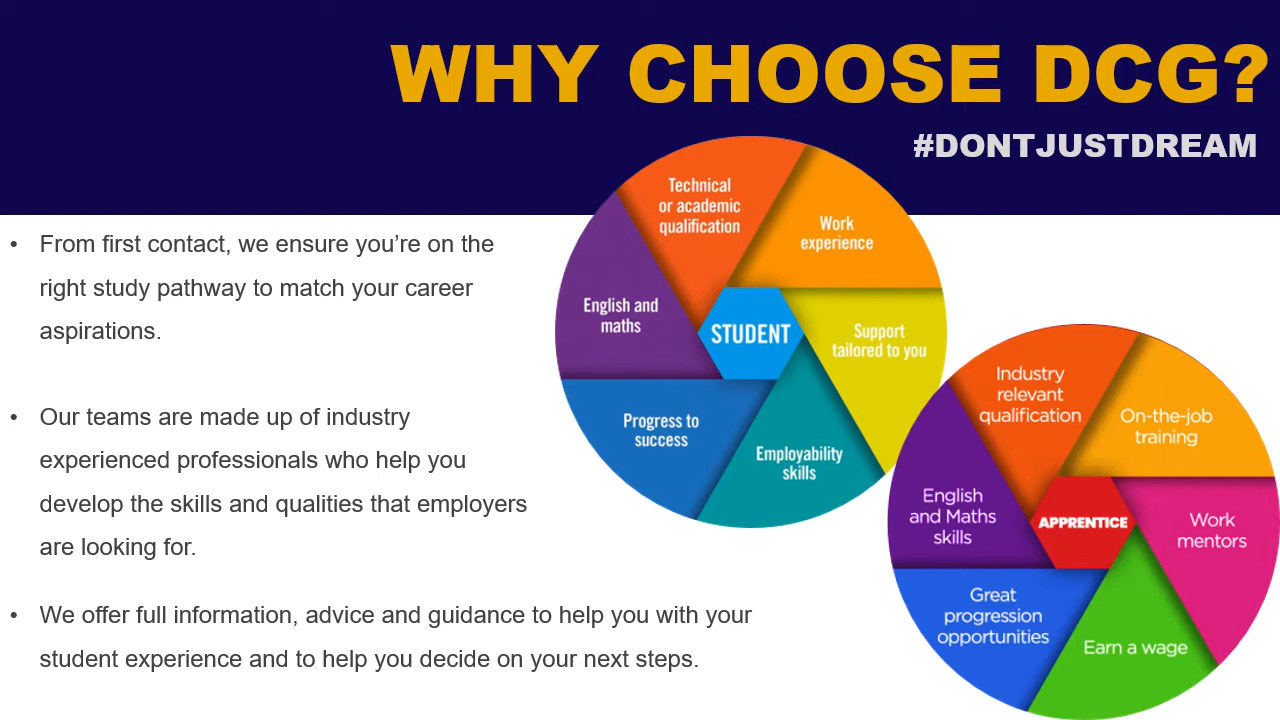 WHY CHOOSE DCG?
#DONTJUSTDREAM
• From first contact, we ensure you’re on the
right study pathway to match your career
aspirations.
• Our teams are made up of industry
experienced professionals who help you
develop the skills and qualities that employers
are looking for.
• We offer full information, advice and guidance to help you with your
student experience and to help you decide on your next steps.
Technical
or academic
qualification
Work
experience
Support
tailored to you
Employability
skills
Progress to
success
English and
maths
STUDENT
Industry
relevant
qualification
On-the-job
training
Work
mentors
Earn a wage
Great
progression
opportunities
English
and Maths
skills
APPRENTICE